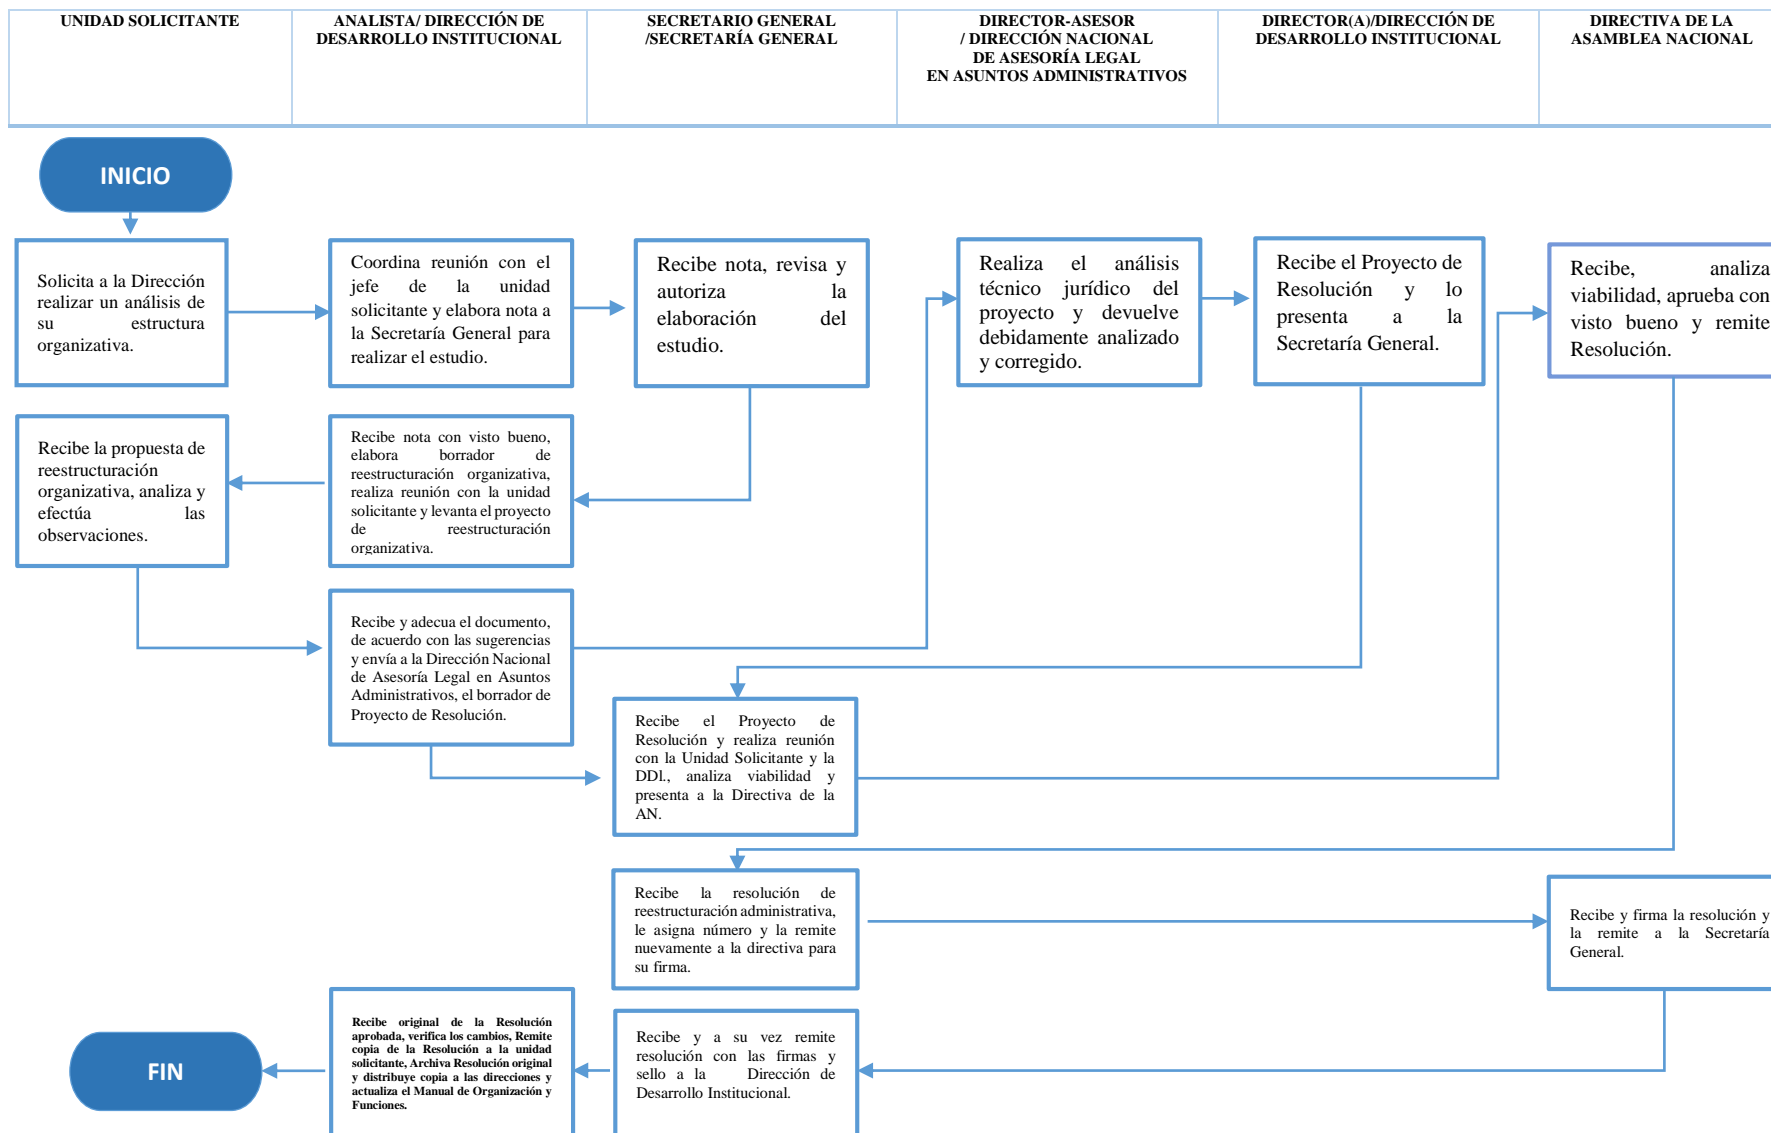 UNIDAD SOLICITANTE
ANALISTA/ DIRECCIÓN DE
DESARROLLO INSTITUCIONAL
SECRETARIO GENERAL
/SECRETARÍA GENERAL
DIRECTOR-ASESOR
/ DIRECCIÓN NACIONAL
DE ASESORÍA LEGAL
EN ASUNTOS ADMINISTRATIVOS
DIRECTOR(A)/DIRECCIÓN DE
DESARROLLO INSTITUCIONAL
DIRECTIVA DE LA
ASAMBLEA NACIONAL
INICIO
Solicita a la Dirección
realizar un análisis de
su estructura
organizativa.
Coordina reunión con el
jefe de la unidad
solicitante y elabora nota a
la Secretaría General para
realizar el estudio.
Recibe nota, revisa y
autoriza la
elaboración del
estudio.
Realiza el análisis
técnico jurídico del
proyecto y devuelve
debidamente analizado
y corregido.
Recibe el Proyecto de
Resolución y lo
presenta a la
Secretaría General.
Recibe, analiza
viabilidad, aprueba con
visto bueno y remite
Resolución.
Recibe la propuesta de
reestructuración
organizativa, analiza y
efectúa las
observaciones.
Recibe nota con visto bueno,
elabora borrador de
reestructuración organizativa,
realiza reunión con la unidad
solicitante y levanta el proyecto
de reestructuración
organizativa.
Recibe y adecua el documento,
de acuerdo con las sugerencias
y envía a la Dirección Nacional
de Asesoría Legal en Asuntos
Administrativos, el borrador de
Proyecto de Resolución.
Recibe el Proyecto de
Resolución y realiza reunión
con la Unidad Solicitante y la
DDl., analiza viabilidad y
presenta a la Directiva de la
AN.
Recibe la resolución de
reestructuración administrativa,
le asigna número y la remite
nuevamente a la directiva para
su firma.
Recibe y firma la resolución y
la remite a la Secretaría
General.
Recibe y a su vez remite
resolución con las firmas y
sello a la Dirección de
Desarrollo Institucional.
Recibe original de la Resolución
aprobada, verifica los cambios, Remite
copia de la Resolución a la unidad
solicitante, Archiva Resolución original
y distribuye copia a las direcciones y
actualiza el Manual de Organización y
Funciones.
FIN